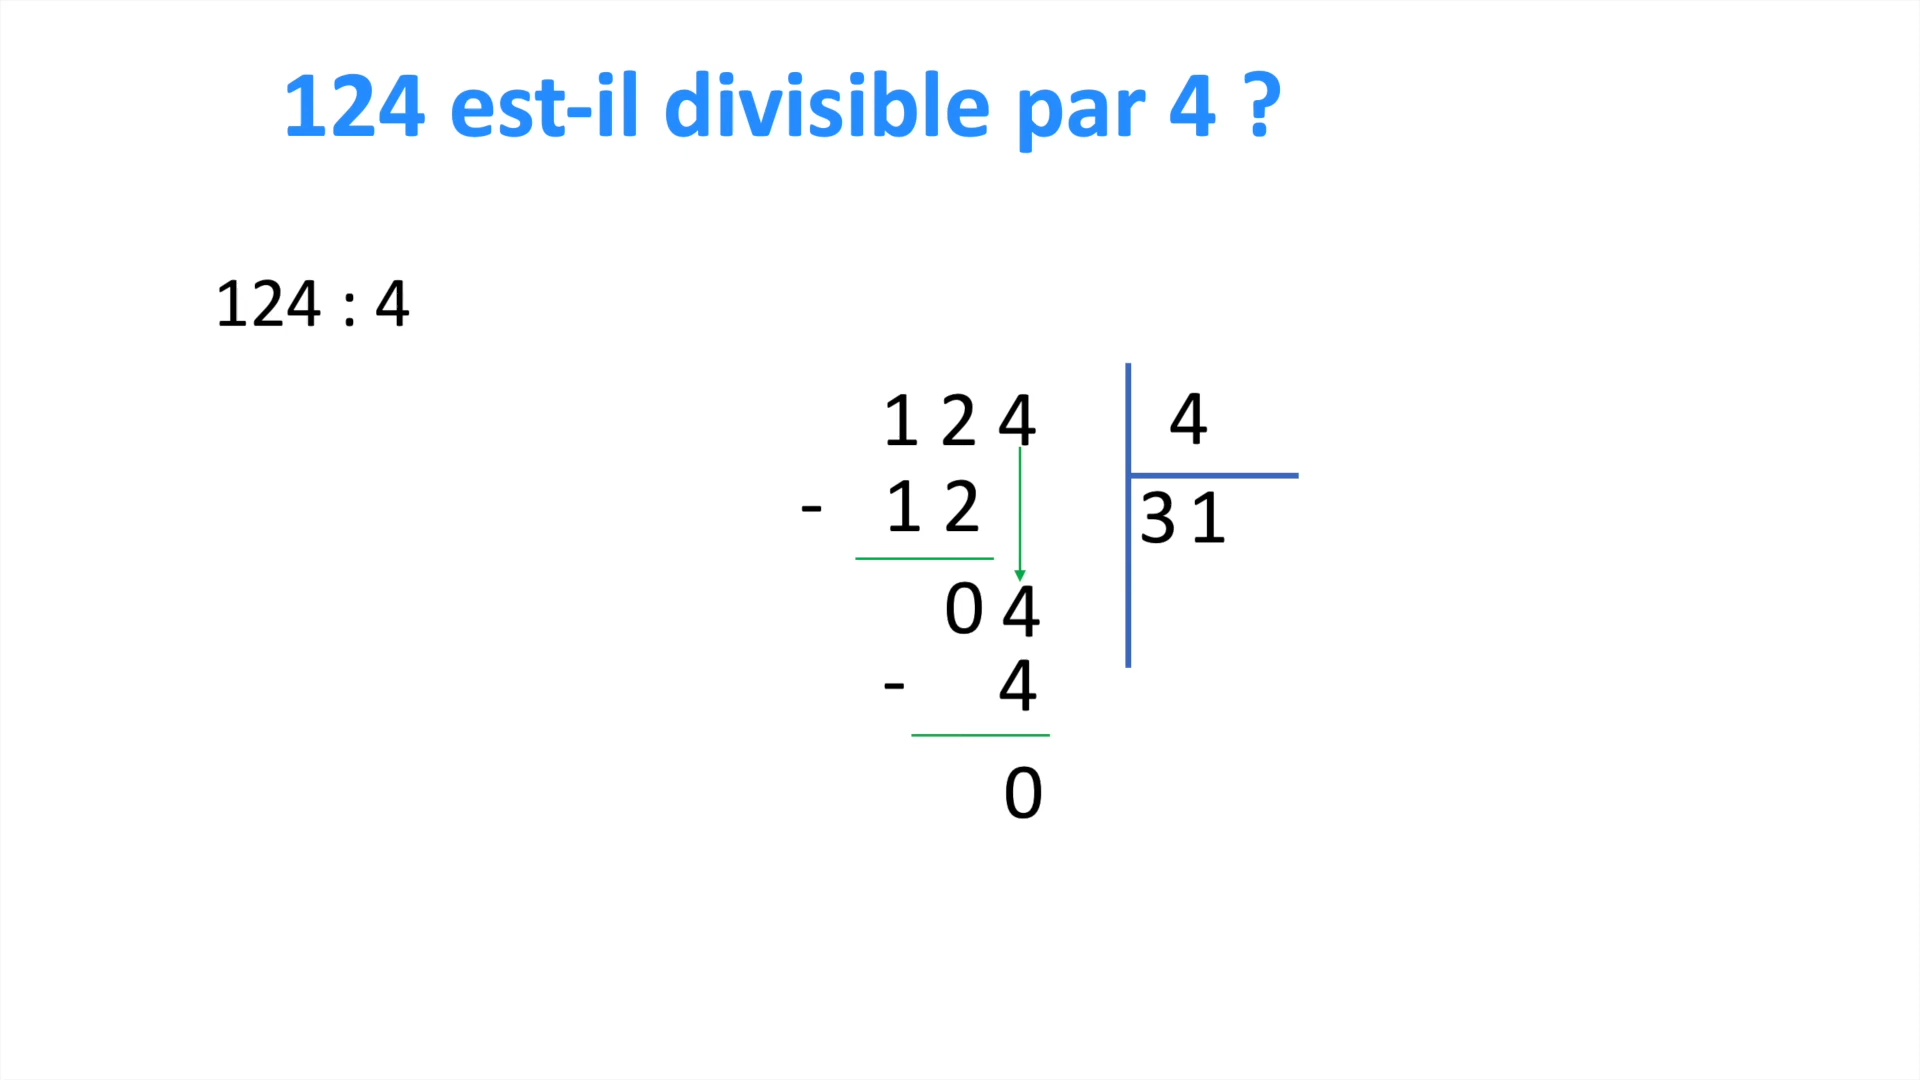 124 est-il divisible par 4 ?
124 : 4
1 2 4 4
- 1 2 3 1
0 4
- 4
0